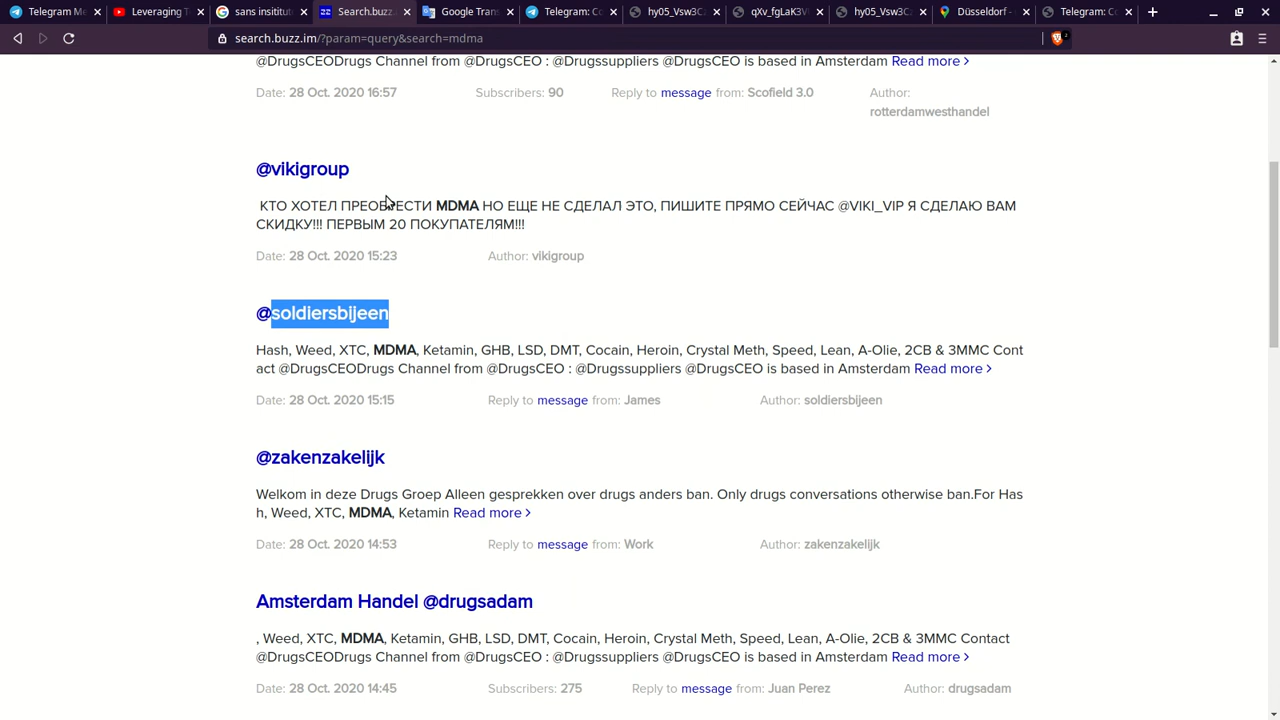 Telegram Me
Leveraging T
sans insititut
Search.buzz
Google Tran
Telegram: Co
hy05_Vsw3C
qX_fgLaK3V
hy05_Vsw3C
Düsseldorf -
Telegram: Co
search.buzz.im/?param=query&search=mdma
@DrugsCEODrugs Channel from @DrugsCEO : @Drugssuppliers @DrugsCEO is based in Amsterdam Read more >
Date: 28 Oct. 2020 16:57 Subscribers: 90 Reply to message from: Scofield 3.0 Author:
rotterdamwesthandel
@vikigroup
КТО ХОТЕЛ ПРЕОБРЕСТИ MDMA НО ЕЩЕ НЕ СДЕЛАЛ ЭТО, ПИШИТЕ ПРЯМО СЕЙЧАС @VIKI_VIP Я СДЕЛАЮ ВАМ
СКИДКУ!!! ПЕРВЫМ 20 ПОКУПАТЕЛЯМ!!!
Date: 28 Oct. 2020 15:23 Author: vikigroup
@soldiersbijeen
Hash, Weed, XTC, MDMA, Ketamin, GHB, LSD, DMT, Cocain, Heroin, Crystal Meth, Speed, Lean, A-Olie, 2CB & 3MMC Cont
act @DrugsCEODrugs Channel from @DrugsCEO : @Drugssuppliers @DrugsCEO is based in Amsterdam Read more >
Date: 28 Oct. 2020 15:15 Reply to message from: James Author: soldiersbijeen
@zakenzakelijk
Welkom in deze Drugs Groep Alleen gesprekken over drugs anders ban. Only drugs conversations otherwise ban.For Has
h, Weed, XTC, MDMA, Ketamin Read more >
Date: 28 Oct. 2020 14:53 Reply to message from: Work Author: zakenzakelijk
Amsterdam Handel @drugsadam
, Weed, XTC, MDMA, Ketamin, GHB, LSD, DMT, Cocain, Heroin, Crystal Meth, Speed, Lean, A-Olie, 2CB & 3MMC Contact
@DrugsCEODrugs Channel from @DrugsCEO : @Drugssuppliers @DrugsCEO is based in Amsterdam Read more >
Date: 28 Oct. 2020 14:45 Subscribers: 275 Reply to message from: Juan Perez Author: drugsadam